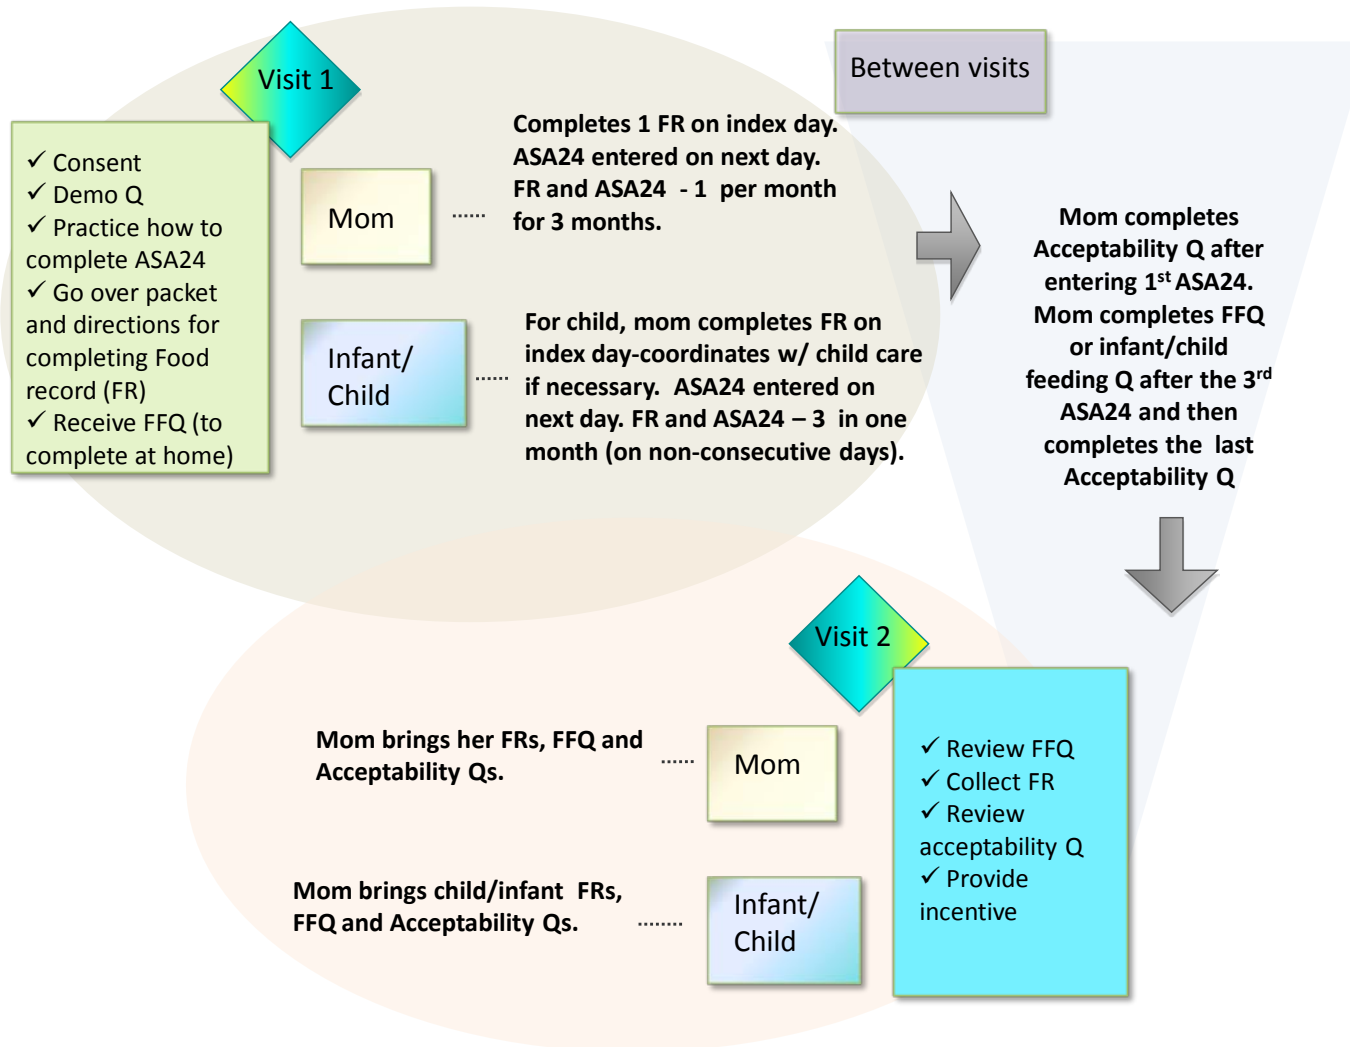 Visit 1
✓ Consent
✓ Demo Q
✓ Practice how to
complete ASA24
✓ Go over packet
and directions for
completing Food
record (FR)
✓ Receive FFQ (to
complete at home)
Mom
Completes 1 FR on index day.
ASA24 entered on next day.
FR and ASA24 - 1 per month
for 3 months.
Infant/
Child
For child, mom completes FR on
index day-coordinates w/ child care
if necessary. ASA24 entered on
next day. FR and ASA24 – 3 in one
month (on non-consecutive days).
Between visits
Mom completes
Acceptability Q after
entering 1st ASA24.
Mom completes FFQ
or infant/child
feeding Q after the 3rd
ASA24 and then
completes the last
Acceptability Q
Visit 2
Mom brings her FRs, FFQ and
Acceptability Qs.
Mom
Mom brings child/infant FRs,
FFQ and Acceptability Qs.
Infant/
Child
✓ Review FFQ
✓ Collect FR
✓ Review
acceptability Q
✓ Provide
incentive